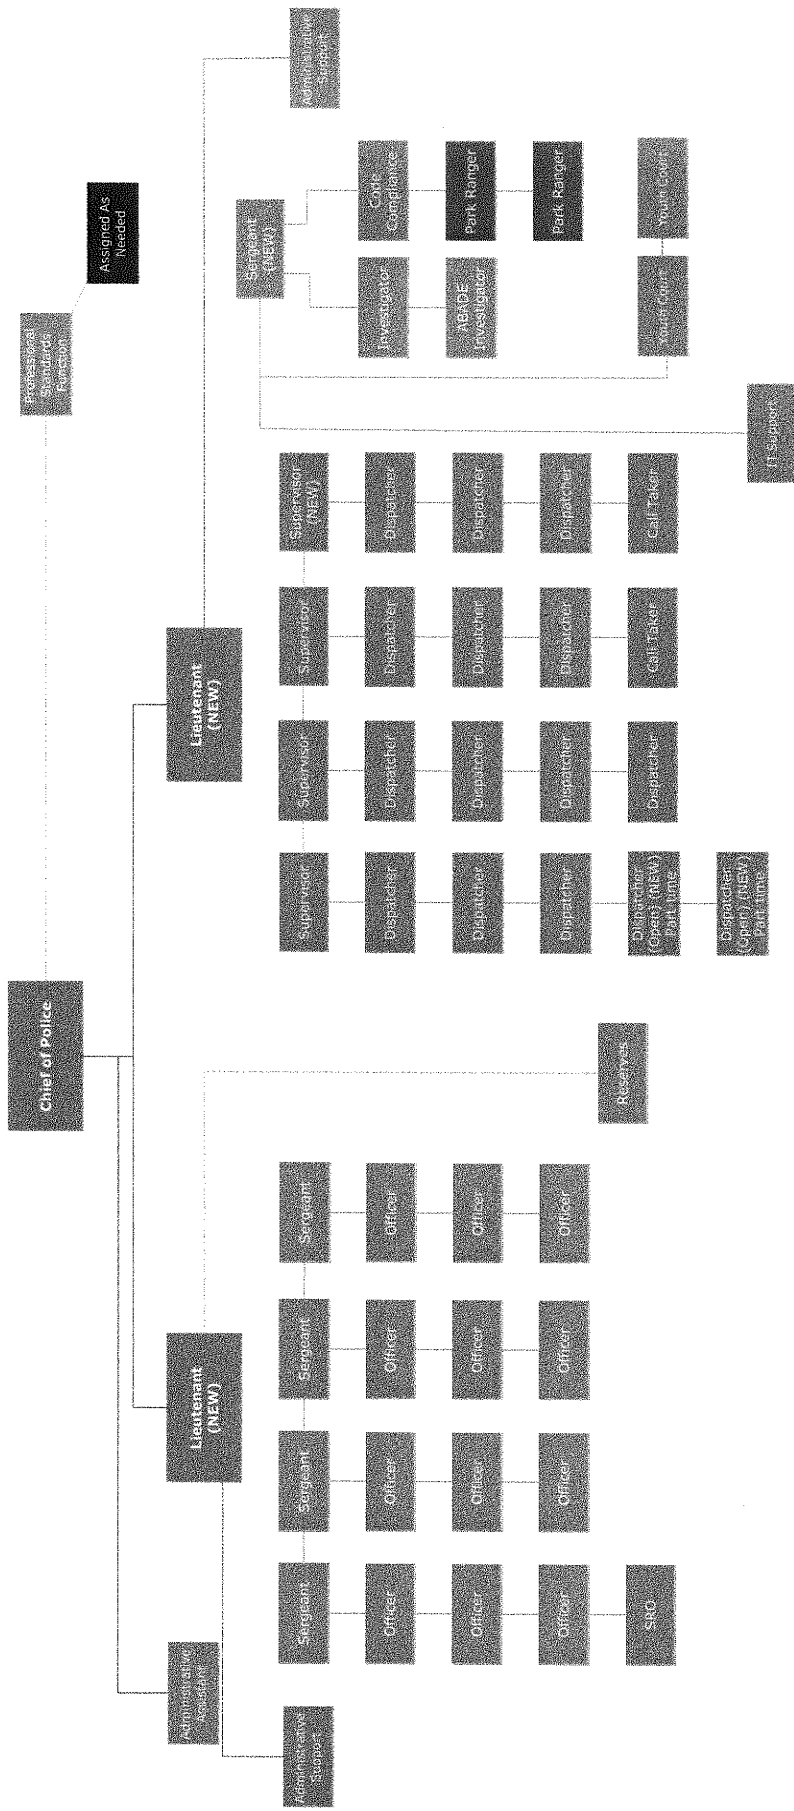 Chief of Police
Professional
Standards
Function
Assigned As
Needed
Administrative
Assistant
Lieutenant
(NEW)
Lieutenant
(NEW)
Administrative
Support
Sergeant
Sergeant
Sergeant
Sergeant
Officer
Officer
Officer
Officer
Officer
Officer
Officer
Officer
Officer
Officer
Officer
Officer
SRO
Reserves
Supervisor
Supervisor
Supervisor
Supervisor
(NEW)
Dispatcher
Dispatcher
Dispatcher
Dispatcher
Dispatcher
Dispatcher
Dispatcher
Dispatcher
Dispatcher
Dispatcher
Dispatcher
Dispatcher
Dispatcher
(Open) (NEW)
Part time
Dispatcher
Call Taker
Call Taker
Dispatcher
(Open) (NEW)
Part time
Sergeant
(NEW)
Investigator
ABIDE
Investigator
Code
Compliance
Park Ranger
Park Ranger
Youth Court
Youth Court
IT Support
Administrative
Support